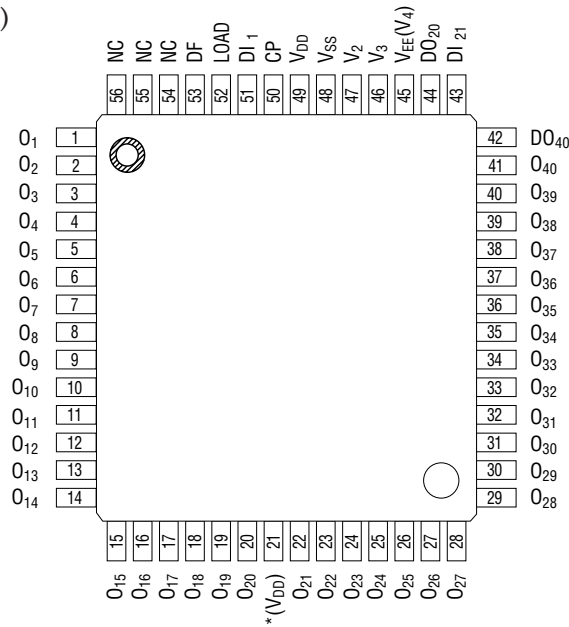 )
NC NC NC DF LOAD DI1 CP VDD VSS V2 V3 VEE(V4) DO20 DI21
56 55 54 53 52 51 50 49 48 47 46 45 44 43
O1 1 42 DO40
O2 2 41 O40
O3 3 40 O39
O4 4 39 O38
O5 5 38 O37
O6 6 37 O36
O7 7 36 O35
O8 8 35 O34
O9 9 34 O33
O10 10 33 O32
O11 11 32 O31
O12 12 31 O30
O13 13 30 O29
O14 14 29 O28
15 16 17 18 19 20 21 22 23 24 25 26 27 28
O15 O16 O17 O18 O19 O20 *(VDD) O21 O22 O23 O24 O25 O26 O27